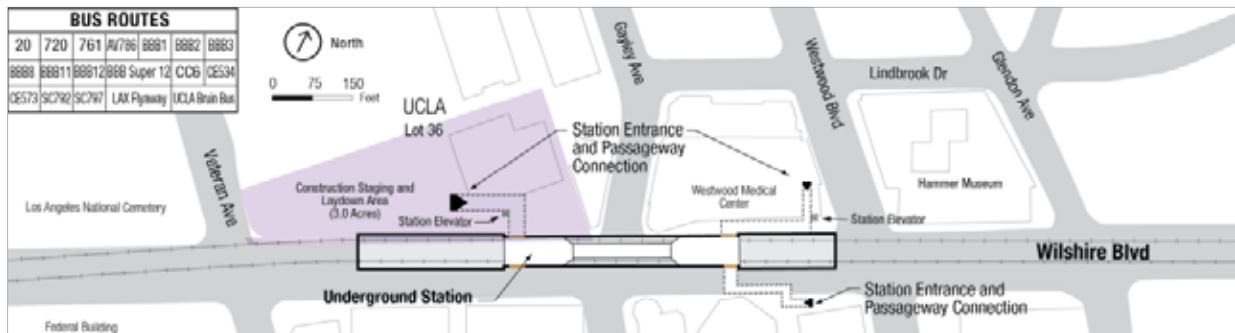 BUS ROUTES
20 720 761 AV786 BBB1 BBB2 BBB3
BBB8 BBB11 BBB12 BBB Super 12 CC6 CE534
CE573 SC792 SC797 LAX Flyaway UCLA Bruin Bus
North
0 75 150
Feet
UCLA
Lot 36
Gayley Ave
Westwood Blvd
Lindbrook Dr
Glendon Ave
Veteran Ave
Station Entrance
and Passageway
Connection
Construction Staging and
Laydown Area
(3.0 Acres)
Station Elevator
Westwood Medical
Center
Station Elevator
Hammer Museum
Los Angeles National Cemetery
Wilshire Blvd
Underground Station
Station Entrance and
Passageway Connection
Federal Building